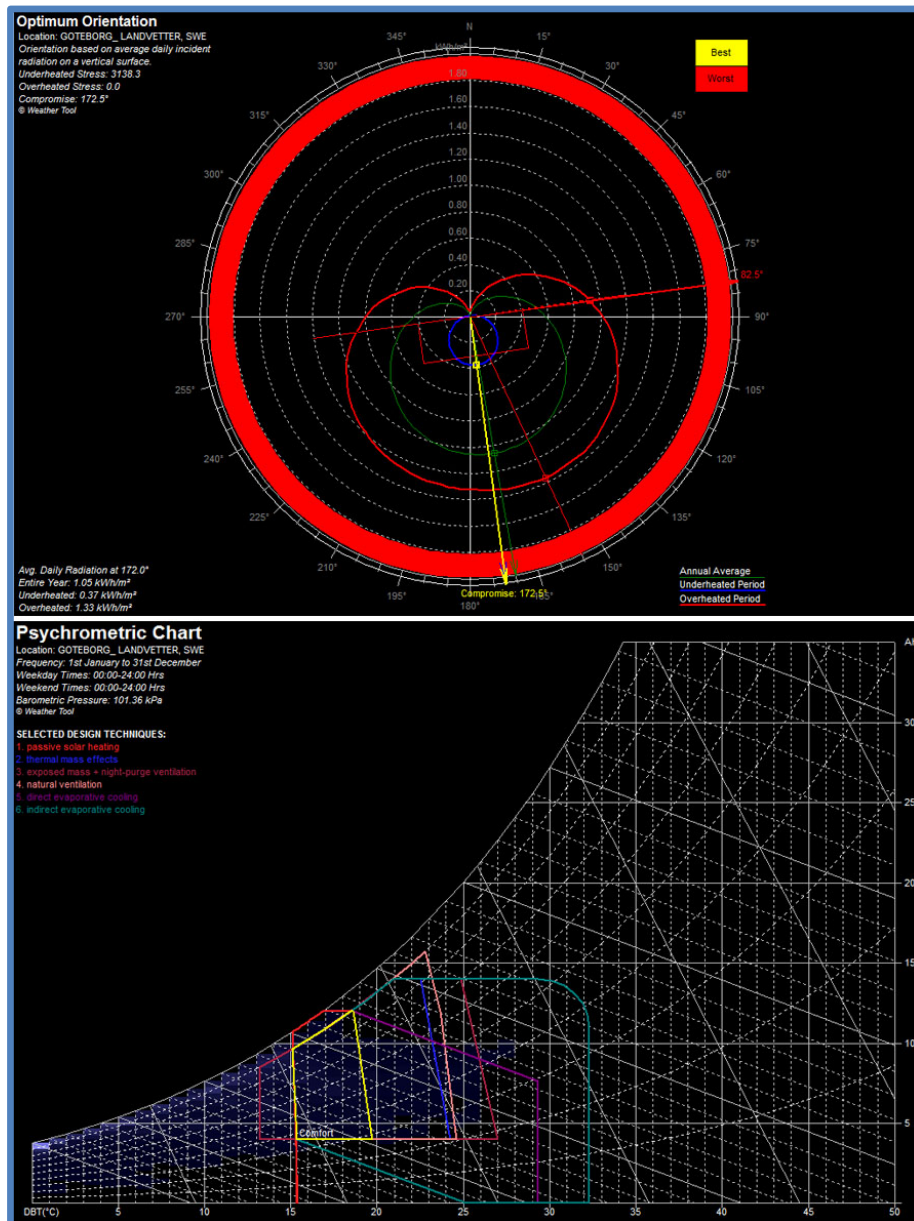 Optimum Orientation
Location: GOTEBORG_ LANDVETTER, SWE
Orientation based on average daily incident
radiation on a vertical surface.
Underheated Stress: 3138.3
Overheated Stress: 0.0
Compromise: 172.5°
© Weather Tool
N
15°
30°
45°
60°
75°
90°
105°
120°
135°
150°
165°
180°
195°
210°
225°
240°
255°
270°
285°
300°
315°
330°
345°
kWh/m²
1.80
1.60
1.40
1.20
1.00
0.80
0.60
0.40
0.20
Best
Worst
82.5°
Compromise: 172.5°
Avg. Daily Radiation at 172.0°
Entire Year: 1.05 kWh/m²
Underheated: 0.37 kWh/m²
Overheated: 1.33 kWh/m²
Annual Average
Underheated Period
Overheated Period
Psychrometric Chart
Location: GOTEBORG_ LANDVETTER, SWE
Frequency: 1st January to 31st December
Weekday Times: 00:00-24:00 Hrs
Weekend Times: 00:00-24:00 Hrs
Barometric Pressure: 101.36 kPa
© Weather Tool
SELECTED DESIGN TECHNIQUES:
1. passive solar heating
2. thermal mass effects
3. exposed mass + night-purge ventilation
4. natural ventilation
5. direct evaporative cooling
6. indirect evaporative cooling
Comfort
DBT(°C)
5
10
15
20
25
30
35
40
45
50
5
10
15